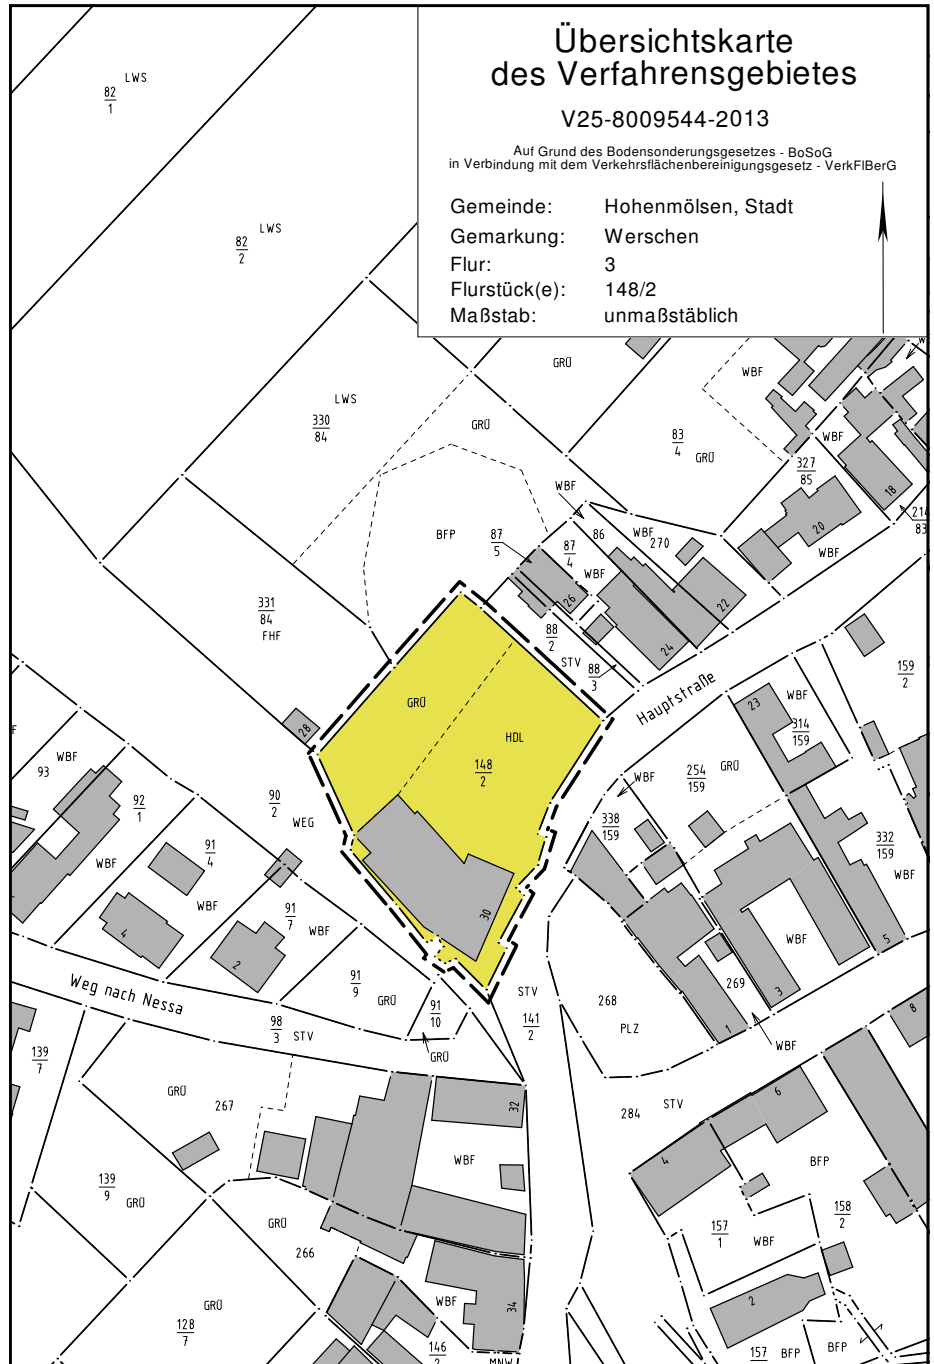 Übersichtskarte
des Verfahrensgebietes
V25-8009544-2013
Auf Grund des Bodensonderungsgesetzes - BoSoG
in Verbindung mit dem Verkehrsflächenbereinigungsgesetz - VerkFlBerG
Gemeinde: Hohenmölsen, Stadt
Gemarkung: Werschen
Flur: 3
Flurstück(e): 148/2
Maßstab: unmaßstäblich
LWS
82
1
LWS
82
2
LWS
330
84
GRÜ
GRÜ
WBF
83
4
GRÜ
WBF
327
85
18
20
WBF
214
83
WBF
BFP
87
5
87
4
86
WBF
270
WBF
26
22
24
88
2
STV
88
3
331
84
FHF
28
GRÜ
HDL
148
2
30
Hauptstraße
159
2
23
WBF
314
159
254
159
GRÜ
WBF
338
159
332
159
WBF
5
WBF
3
269
1
WBF
93
WBF
92
1
WBF
90
2
WEG
91
4
WBF
4
91
7
WBF
2
91
9
GRÜ
91
10
GRÜ
Weg nach Nessa
98
3
STV
STV
141
2
268
PLZ
8
284
STV
6
4
BFP
139
7
GRÜ
267
32
WBF
139
9
GRÜ
GRÜ
266
157
1
WBF
158
2
GRÜ
128
7
WBF
34
146
2
MNW
2
157
BFP
BFP